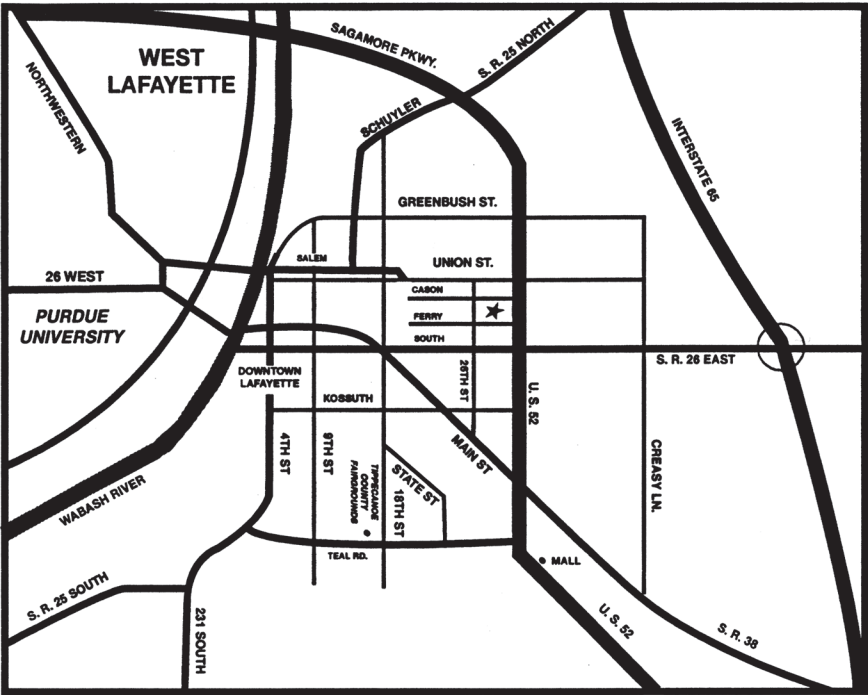 WEST
LAFAYETTE
SAGAMORE PKWY.
S. R. 25 NORTH
NORTHWESTERN
SCHUYLER
INTERSTATE 65
GREENBUSH ST.
SALEM
UNION ST.
26 WEST
CASON
PURDUE
UNIVERSITY
FERRY
SOUTH
S. R. 26 EAST
DOWNTOWN
LAFAYETTE
26TH ST
U. S. 52
KOSSUTH
4TH ST
9TH ST
MAIN ST
CREASY LN.
TIPPECANOE
COUNTY
FAIRGROUNDS
STATE ST
18TH ST
WABASH RIVER
TEAL RD.
MALL
S. R. 25 SOUTH
231 SOUTH
U. S. 52
S. R. 38